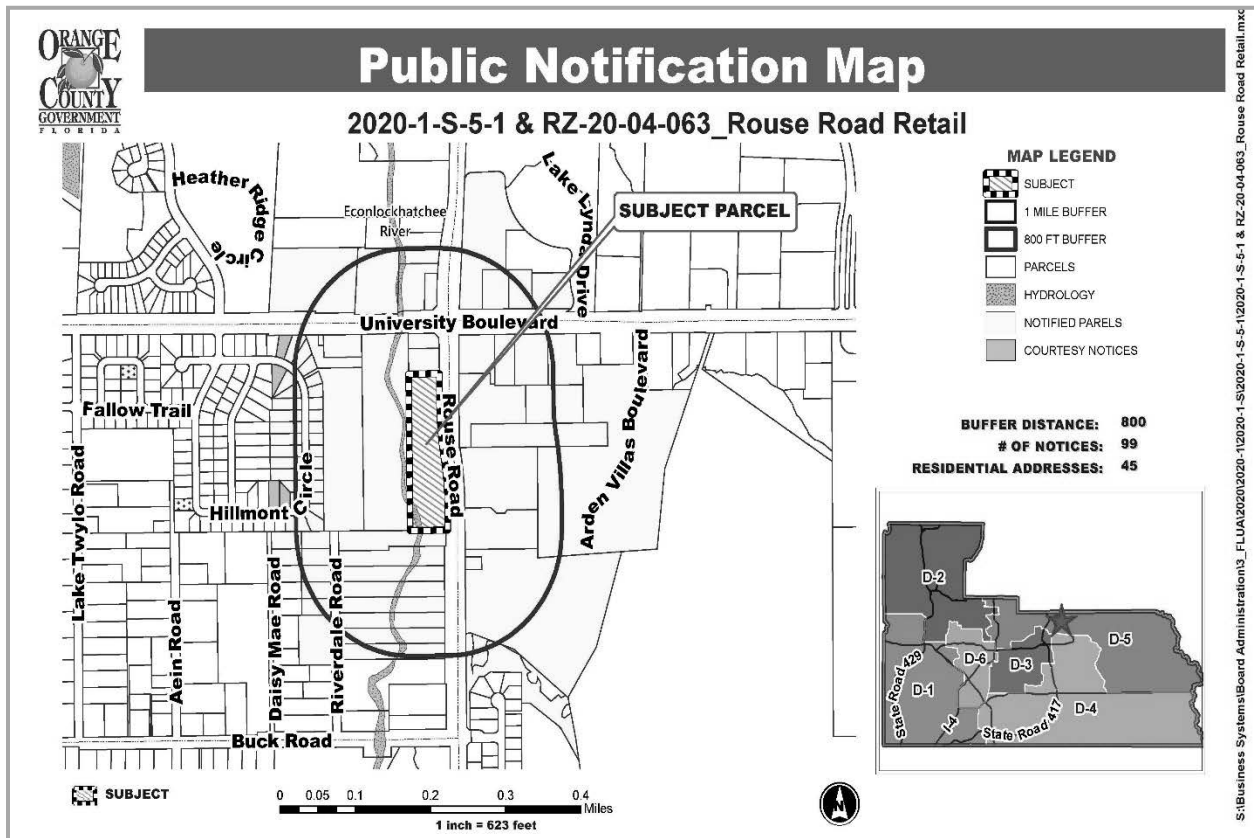 ORANGE
COUNTY
GOVERNMENT
FLORIDA
Public Notification Map
2020-1-S-5-1 & RZ-20-04-063_Rouse Road Retail
Heather Ridge Circle
Econlockhatchee
River
Lake Lynda Drive
SUBJECT PARCEL
University Boulevard
Fallow Trail
Rouse Road
Arden Villas Boulevard
Lake Twylo Road
Hillmont Circle
Aein Road
Daisy Mae Road
Riverdale Road
Buck Road
MAP LEGEND
SUBJECT
1 MILE BUFFER
800 FT BUFFER
PARCELS
HYDROLOGY
NOTIFIED PARELS
COURTESY NOTICES
BUFFER DISTANCE: 800
# OF NOTICES: 99
RESIDENTIAL ADDRESSES: 45
D-2
D-5
D-6
D-3
D-1
D-4
State Road 429
I-4
State Road 417
SUBJECT
0 0.05 0.1 0.2 0.3 0.4
Miles
1 inch = 623 feet
N
S:\Business Systems\Board Administration\3_FLUA\2020\2020-1\2020-1-S\2020-1-S-5-1\2020-1-S-5-1 & RZ-20-04-063_Rouse Road Retail.mxd